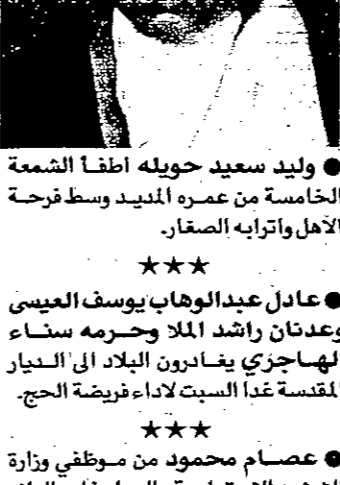 ● وليد سعيد حويله اطفأ الشمعة
الخامسة من عمره المديد وسط فرحة
الأهل واترابه الصغار.
★★★
● عادل عبدالوهاب يوسف العيسى
وعدنان راشد الملا وحرمه سناء
الهاجري يغادرون البلاد الى الديار
المقدسة غدا السبت لاداء فريضة الحج.
★★★
● عصام محمود من موظفي وزارة